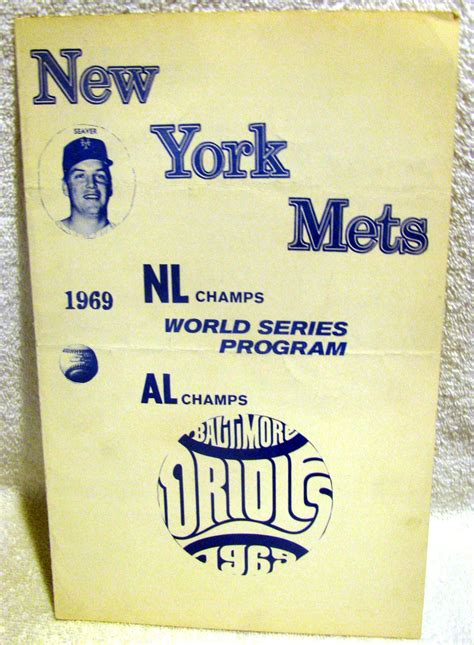 New
SEAVER
York
Mets
NL CHAMPS
1969
WORLD SERIES
PROGRAM
AL CHAMPS
BALTIMORE
ORIOLES
1969